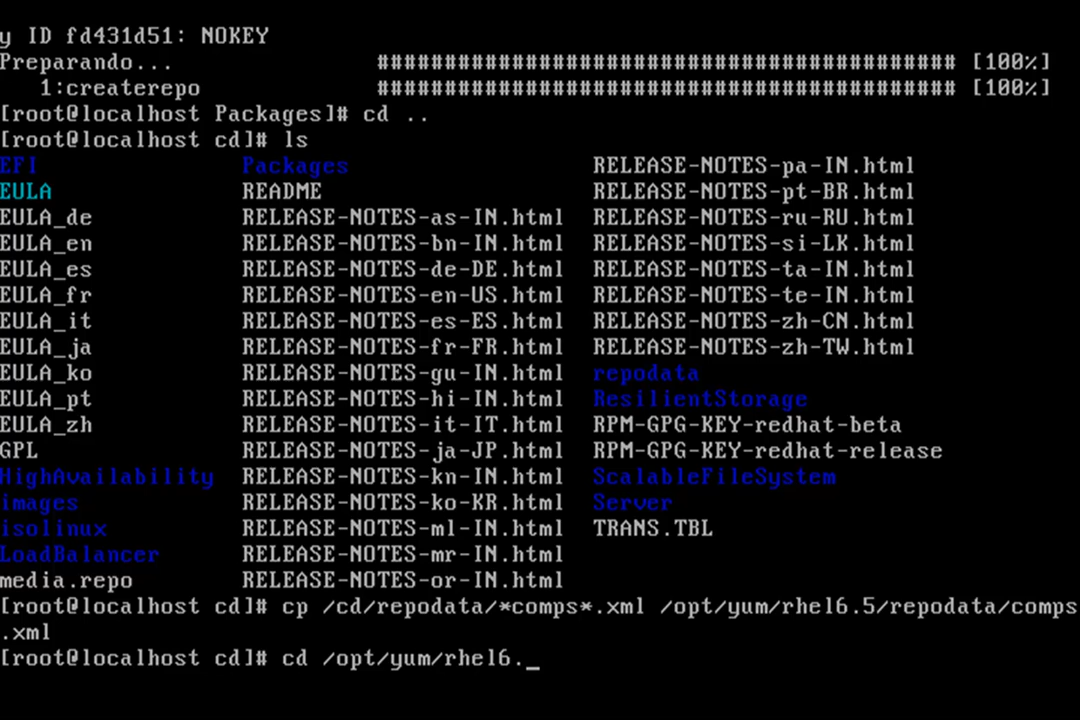 y ID fd431d51: NOKEY
Preparando... ########################################### [100%]
1:createrepo ########################################### [100%]
[root@localhost Packages]# cd ..
[root@localhost cd]# ls
EFI Packages RELEASE-NOTES-pa-IN.html
EULA README RELEASE-NOTES-pt-BR.html
EULA_de RELEASE-NOTES-as-IN.html RELEASE-NOTES-ru-RU.html
EULA_en RELEASE-NOTES-bn-IN.html RELEASE-NOTES-si-LK.html
EULA_es RELEASE-NOTES-de-DE.html RELEASE-NOTES-ta-IN.html
EULA_fr RELEASE-NOTES-en-US.html RELEASE-NOTES-te-IN.html
EULA_it RELEASE-NOTES-es-ES.html RELEASE-NOTES-zh-CN.html
EULA_ja RELEASE-NOTES-fr-FR.html RELEASE-NOTES-zh-TW.html
EULA_ko RELEASE-NOTES-gu-IN.html repodata
EULA_pt RELEASE-NOTES-hi-IN.html ResilientStorage
EULA_zh RELEASE-NOTES-it-IT.html RPM-GPG-KEY-redhat-beta
GPL RELEASE-NOTES-ja-JP.html RPM-GPG-KEY-redhat-release
HighAvailability RELEASE-NOTES-kn-IN.html ScalableFileSystem
images RELEASE-NOTES-ko-KR.html Server
isolinux RELEASE-NOTES-ml-IN.html TRANS.TBL
LoadBalancer RELEASE-NOTES-mr-IN.html
media.repo RELEASE-NOTES-or-IN.html
[root@localhost cd]# cp /cd/repodata/*comps*.xml /opt/yum/rhel6.5/repodata/comps
.xml
[root@localhost cd]# cd /opt/yum/rhel6._